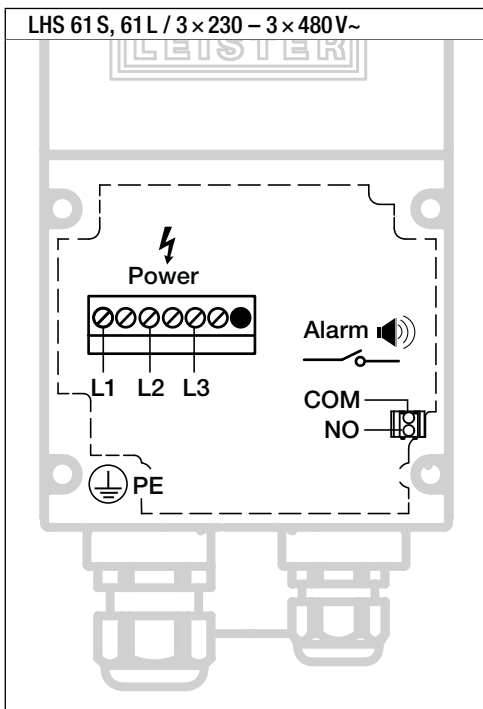 LHS 61 S, 61 L / 3 × 230 – 3 × 480 V~
LEISTER
Power
L1 L2 L3
Alarm
COM
NO
PE